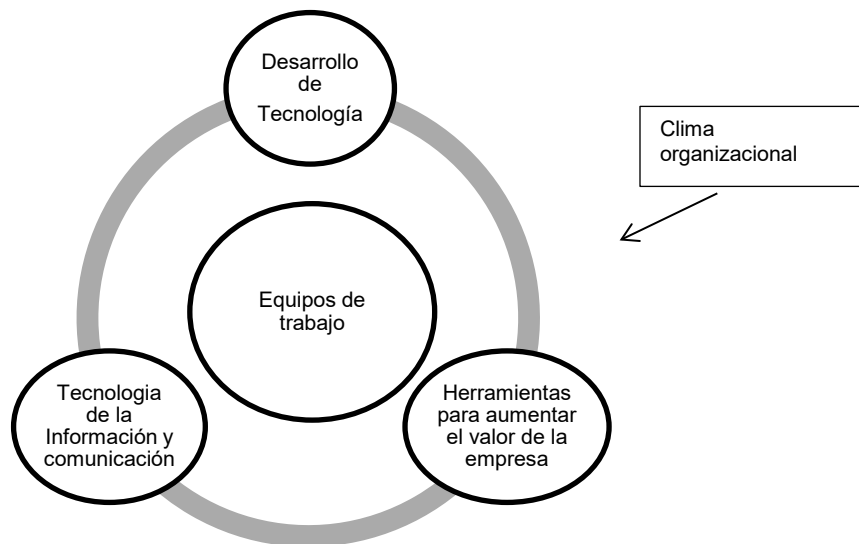 Desarrollo
de
Tecnología
Clima
organizacional
Equipos de
trabajo
Tecnologia
de la
Información y
comunicación
Herramientas
para aumentar
el valor de la
empresa